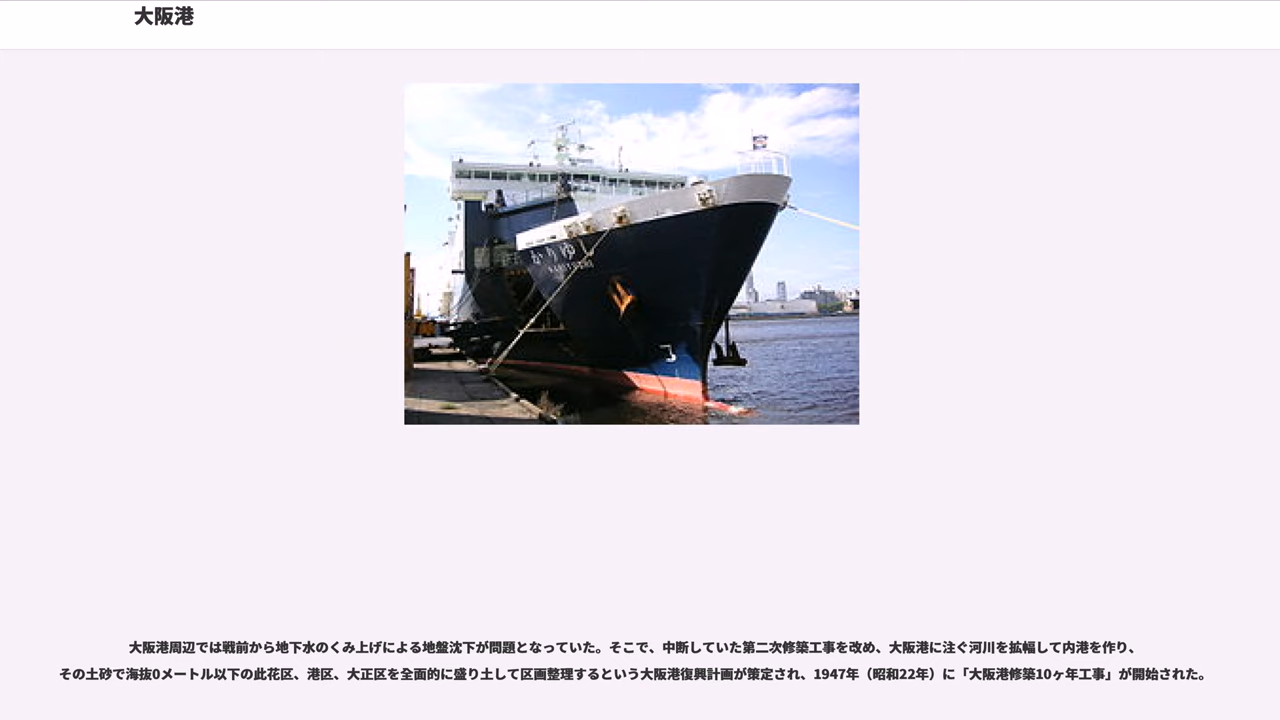 大阪港
かりゆ
大阪港周辺では戦前から地下水のくみ上げによる地盤沈下が問題となっていた。そこで、中断していた第二次修築工事を改め、大阪港に注ぐ河川を拡幅して内港を作り、
その土砂で海抜0メートル以下の此花区、港区、大正区を全面的に盛り土して区画整理するという大阪港復興計画が策定され、1947年（昭和22年）に「大阪港修築10ヶ年工事」が開始された。